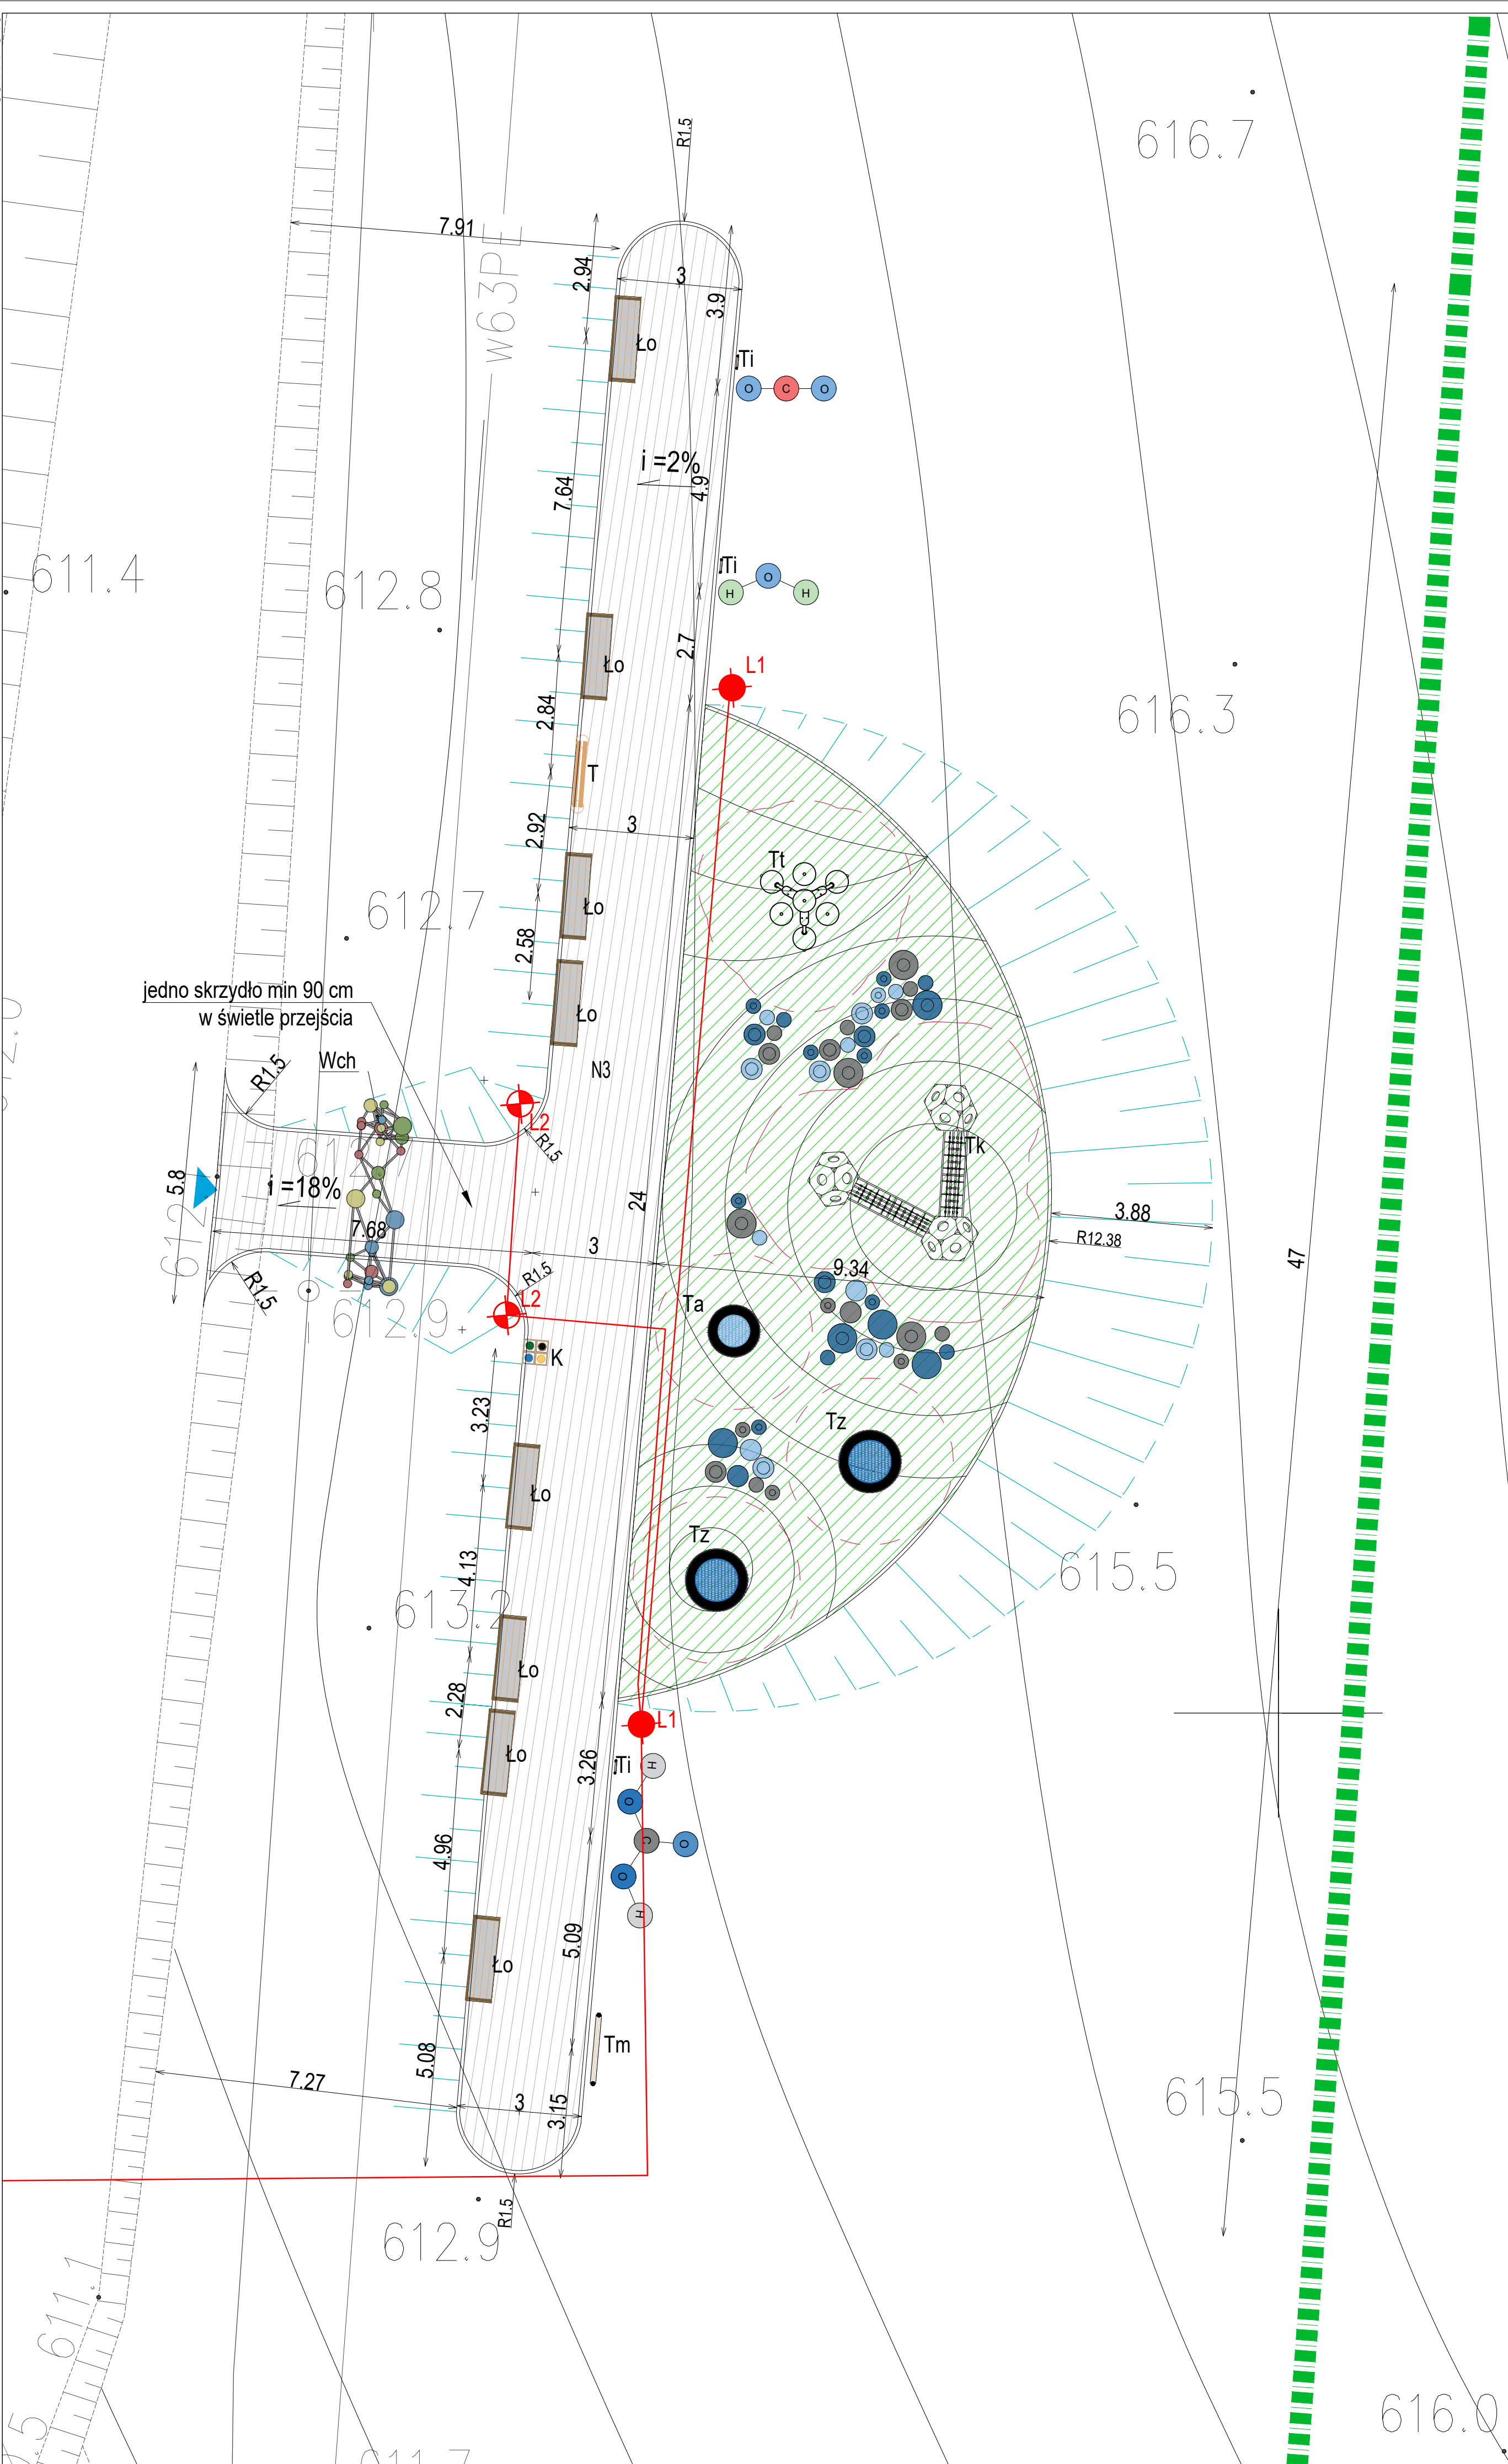 R1.5
616.7
7.91
w63PE
2.94
3
3.9
Ło
Ti
O C O
i =2%
4.9
7.64
Ti
H O H
611.4
612.8
2.7
Ło
L1
616.3
2.84
T
2.92
3
Tt
Ło
612.7
2.58
jedno skrzydło min 90 cm
w świetle przejścia
Ło
Wch
R1.5
N3
L2
R1.5
Tk
5.8
i =18%
24
3.88
612
7.68
3
R12.38
47
9.34
R1.5
R1.5
L2
612.9
Ta
K
3.23
Tz
Ło
4.13
Tz
615.5
613.2
Ło
2.28
L1
Ło
3.26
Ti
H
O
C O
O
H
4.96
5.09
Ło
Tm
5.08
7.27
3
3.15
615.5
R1.5
612.9
611.1
616.0